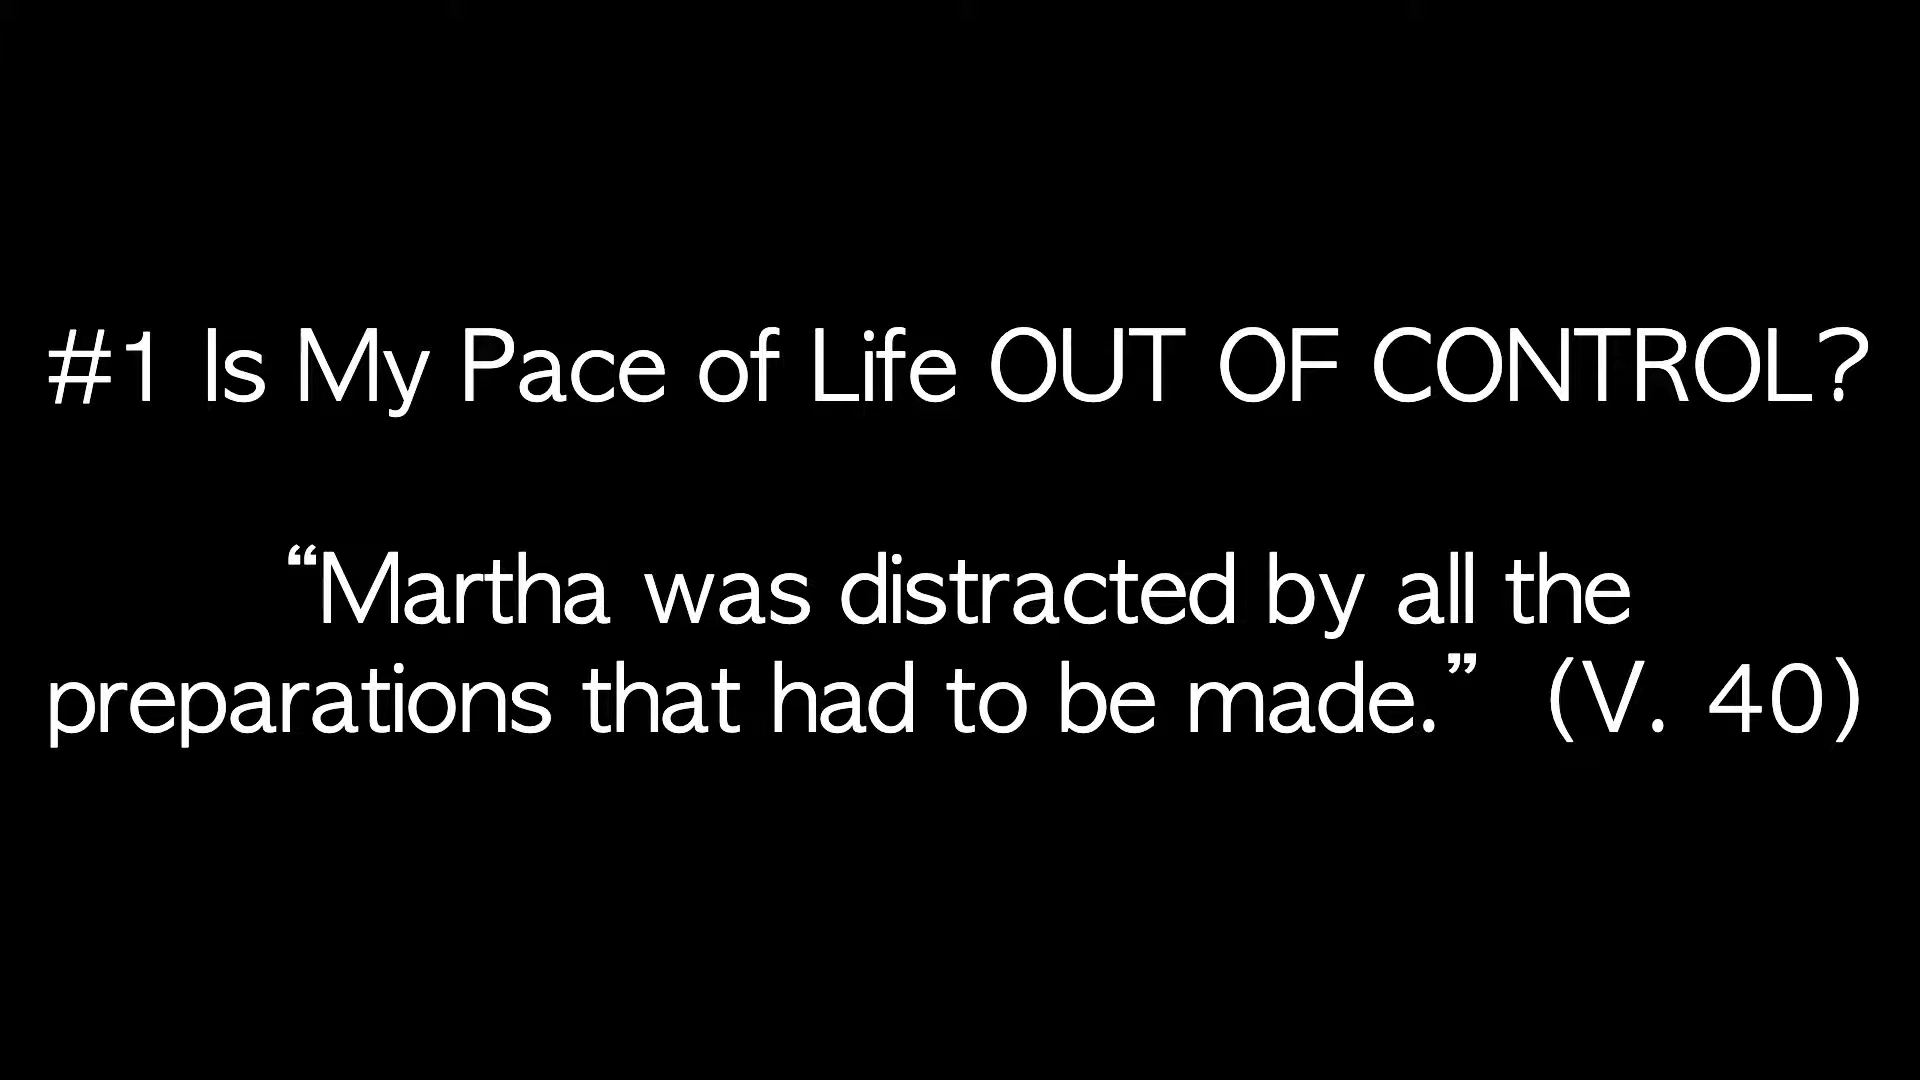 #1 Is My Pace of Life OUT OF CONTROL?
“Martha was distracted by all the
preparations that had to be made.” (V. 40)